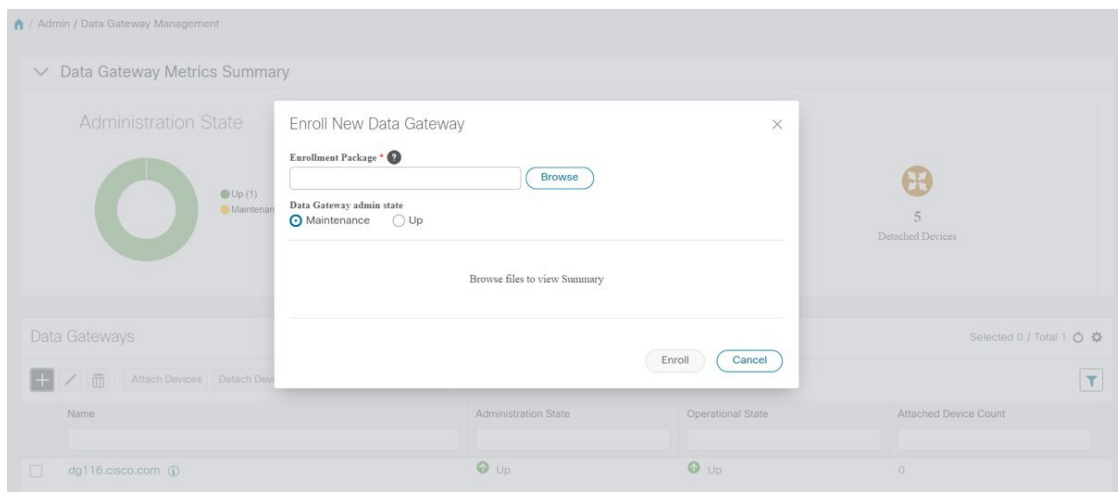 / Admin / Data Gateway Management
Data Gateway Metrics Summary
Administration State
Up (1)
Maintenan
Enroll New Data Gateway
Enrollment Package * ?
Browse
Data Gateway admin state
Maintenance Up
Browse files to view Summary
Enroll Cancel
5
Detached Devices
Data Gateways
Selected 0 / Total 1
Attach Devices Detach Devi
Name Administration State Operational State Attached Device Count
dg116.cisco.com Up Up 0